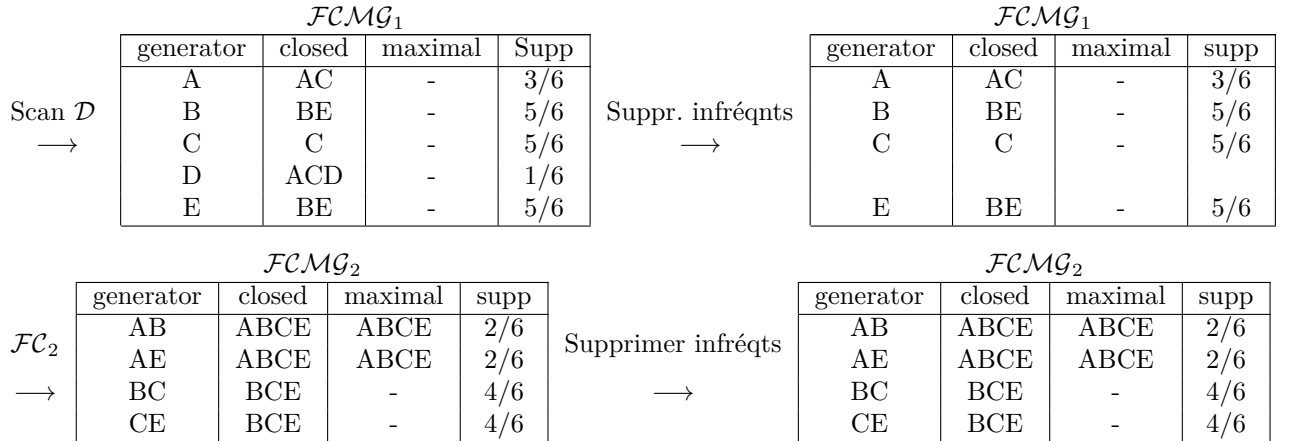 FCMG₁ FCMG₁
generator closed maximal Supp generator closed maximal supp
A AC - 3/6 A AC - 3/6
Scan D B BE - 5/6 Suppr. infréqnts B BE - 5/6
⟶ C C - 5/6 ⟶ C C - 5/6
D ACD - 1/6
E BE - 5/6 E BE - 5/6
FCMG₂ FCMG₂
generator closed maximal supp generator closed maximal supp
AB ABCE ABCE 2/6 AB ABCE ABCE 2/6
FC₂ AE ABCE ABCE 2/6 Supprimer infréqts AE ABCE ABCE 2/6
⟶ BC BCE - 4/6 ⟶ BC BCE - 4/6
CE BCE - 4/6 CE BCE - 4/6